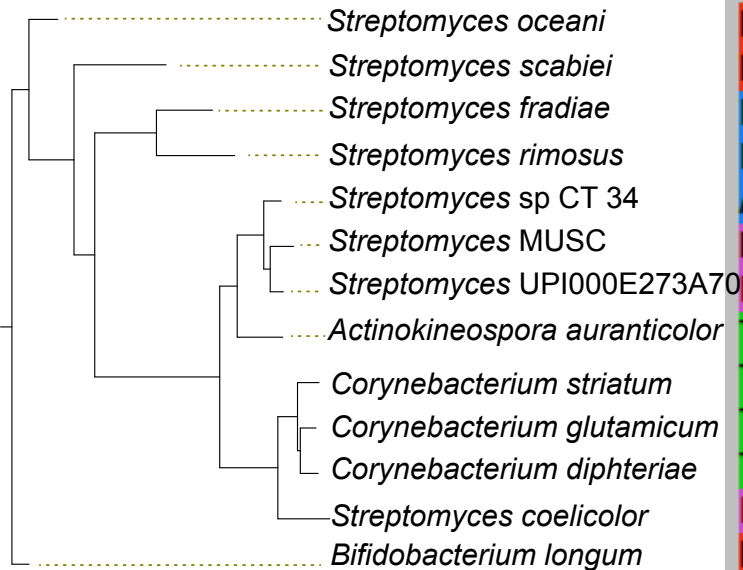 Streptomyces oceani
Streptomyces scabiei
Streptomyces fradiae
Streptomyces rimosus
Streptomyces sp CT 34
Streptomyces MUSC
Streptomyces UPI000E273A70
Actinokineospora auranticolor
Corynebacterium striatum
Corynebacterium glutamicum
Corynebacterium diphteriae
Streptomyces coelicolor
Bifidobacterium longum